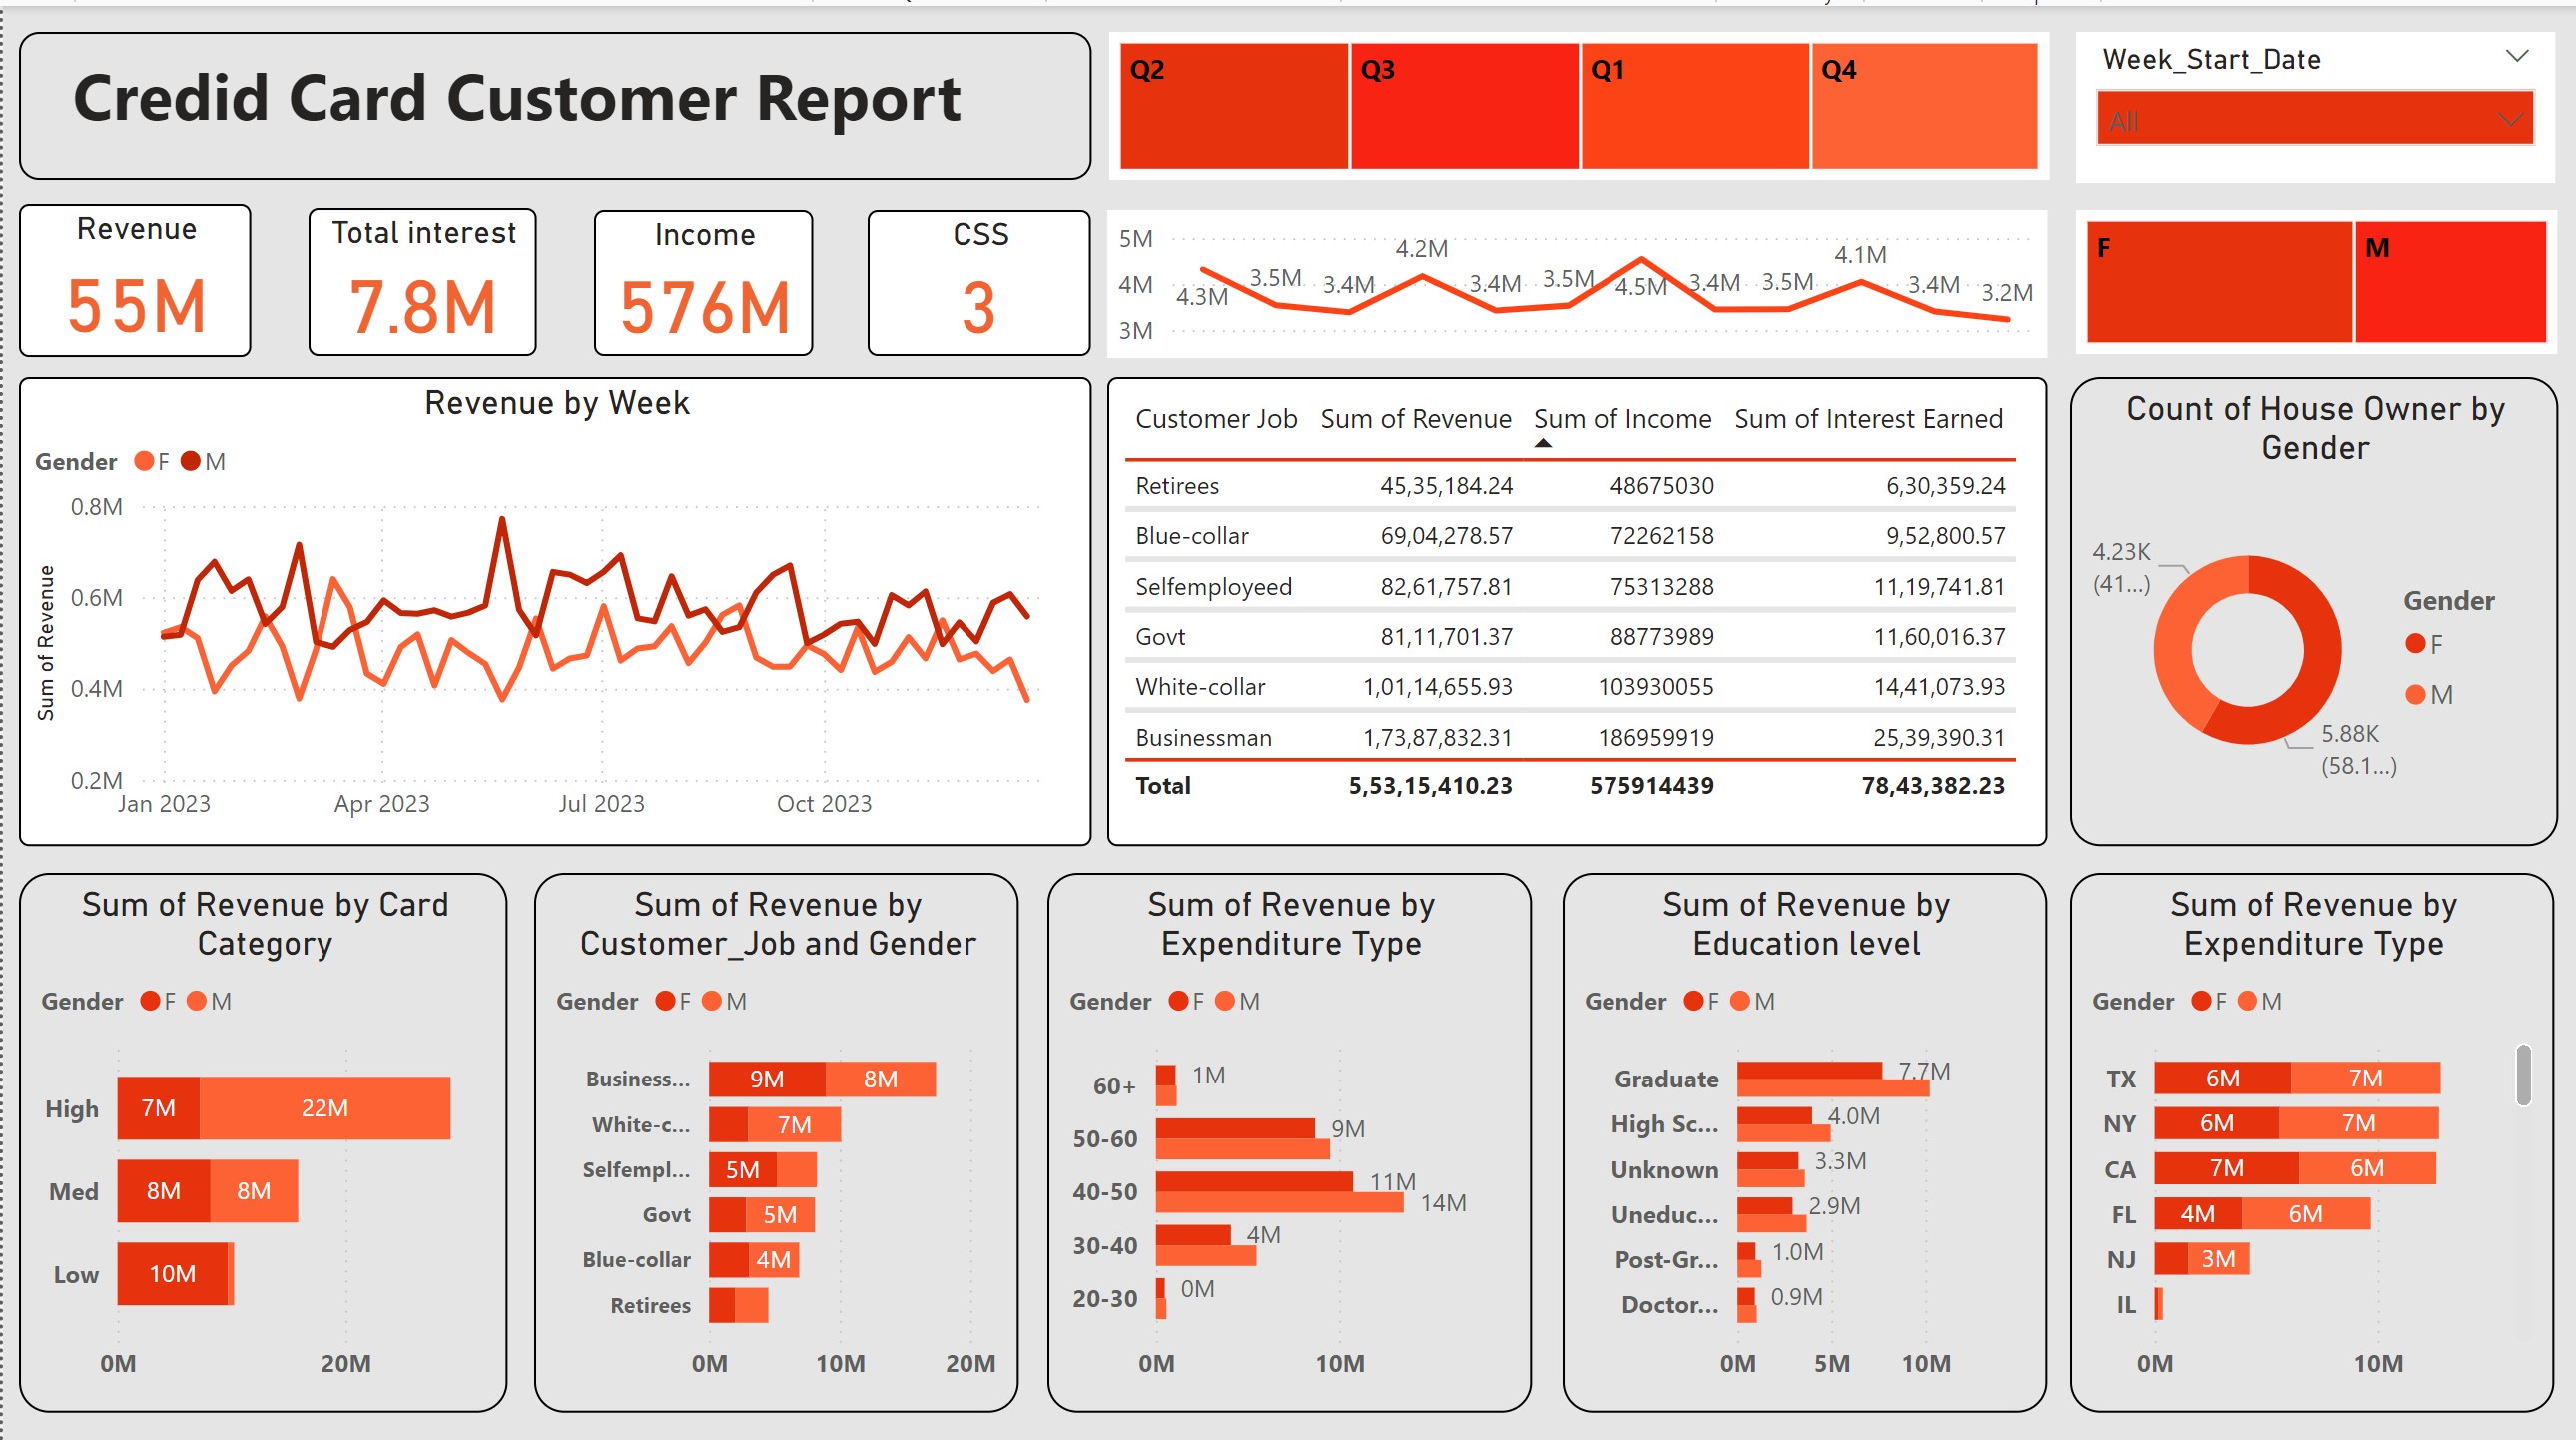 Credid Card Customer Report
Q2
Q3
Q1
Q4
Week_Start_Date
All
Revenue
55M
Total interest
7.8M
Income
576M
CSS
3
5M
4M
3M
4.3M
3.5M
3.4M
4.2M
3.4M
3.5M
4.5M
3.4M
3.5M
4.1M
3.4M
3.2M
F
M
Revenue by Week
Gender F M
Sum of Revenue
0.8M
0.6M
0.4M
0.2M
Jan 2023 Apr 2023 Jul 2023 Oct 2023
Customer Job Sum of Revenue Sum of Income Sum of Interest Earned
Retirees 45,35,184.24 48675030 6,30,359.24
Blue-collar 69,04,278.57 72262158 9,52,800.57
Selfemployeed 82,61,757.81 75313288 11,19,741.81
Govt 81,11,701.37 88773989 11,60,016.37
White-collar 1,01,14,655.93 103930055 14,41,073.93
Businessman 1,73,87,832.31 186959919 25,39,390.31
Total 5,53,15,410.23 575914439 78,43,382.23
Count of House Owner by
Gender
4.23K
(41...)
5.88K
(58.1...)
Gender
F
M
Sum of Revenue by Card
Category
Gender F M
High 7M 22M
Med 8M 8M
Low 10M
0M 20M
Sum of Revenue by
Customer_Job and Gender
Gender F M
Business... 9M 8M
White-c... 7M
Selfempl... 5M
Govt 5M
Blue-collar 4M
Retirees
0M 10M 20M
Sum of Revenue by
Expenditure Type
Gender F M
60+ 1M
50-60 9M
40-50 11M
14M
30-40 4M
20-30 0M
0M 10M
Sum of Revenue by
Education level
Gender F M
Graduate 7.7M
High Sc... 4.0M
Unknown 3.3M
Uneduc... 2.9M
Post-Gr... 1.0M
Doctor... 0.9M
0M 5M 10M
Sum of Revenue by
Expenditure Type
Gender F M
TX 6M 7M
NY 6M 7M
CA 7M 6M
FL 4M 6M
NJ 3M
IL
0M 10M